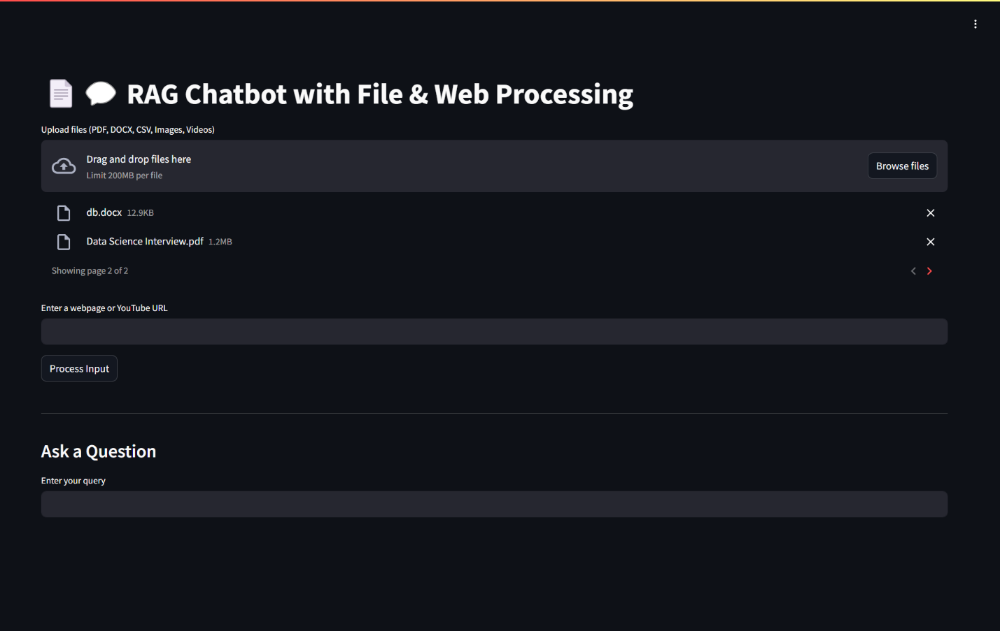 RAG Chatbot with File & Web Processing
Upload files (PDF, DOCX, CSV, Images, Videos)
Drag and drop files here
Limit 200MB per file
Browse files
db.docx 12.9KB
Data Science Interview.pdf 1.2MB
Showing page 2 of 2
Enter a webpage or YouTube URL
Process Input
Ask a Question
Enter your query